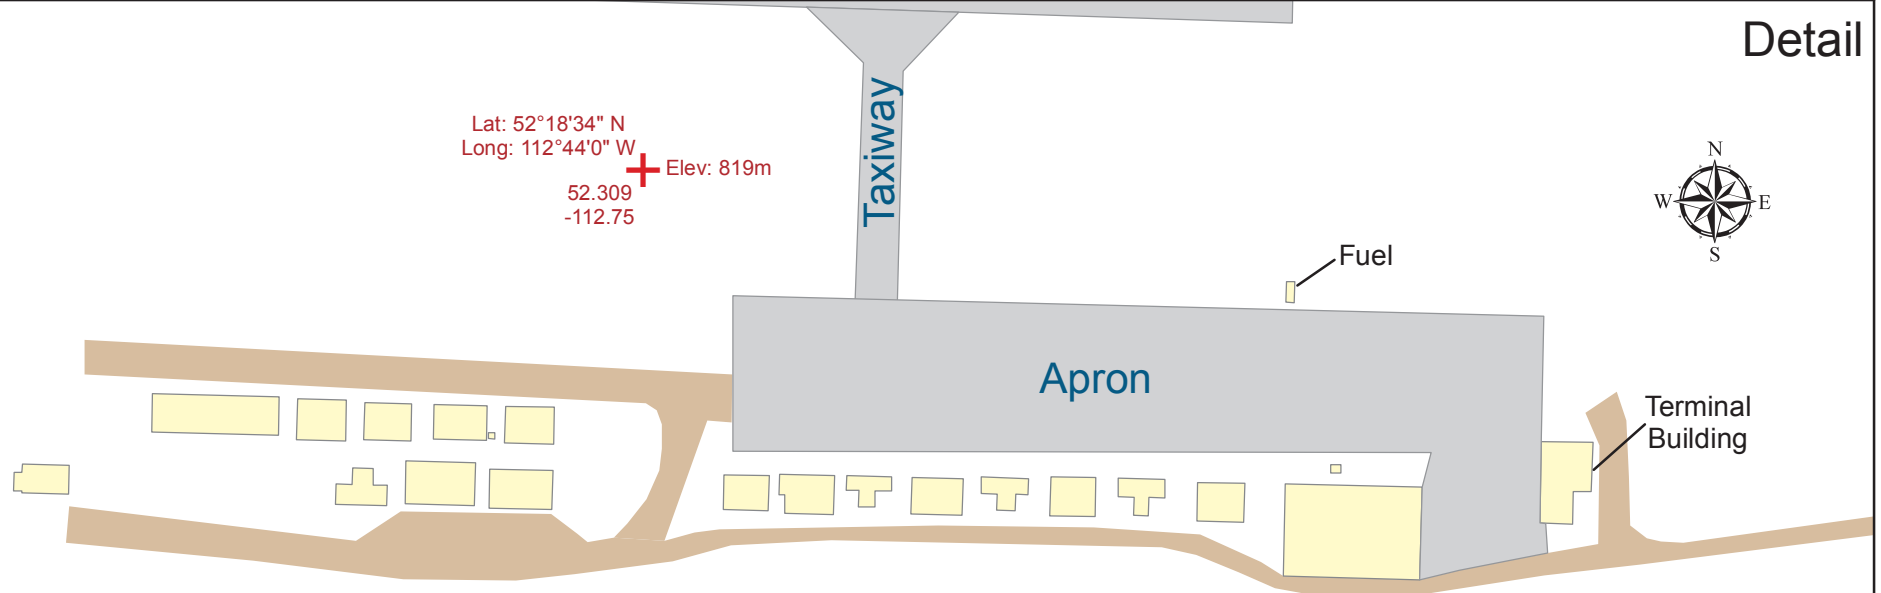 Detail
Lat: 52°18'34" N
Long: 112°44'0" W
Elev: 819m
52.309
-112.75
Taxiway
N
W
E
S
Fuel
Apron
Terminal
Building